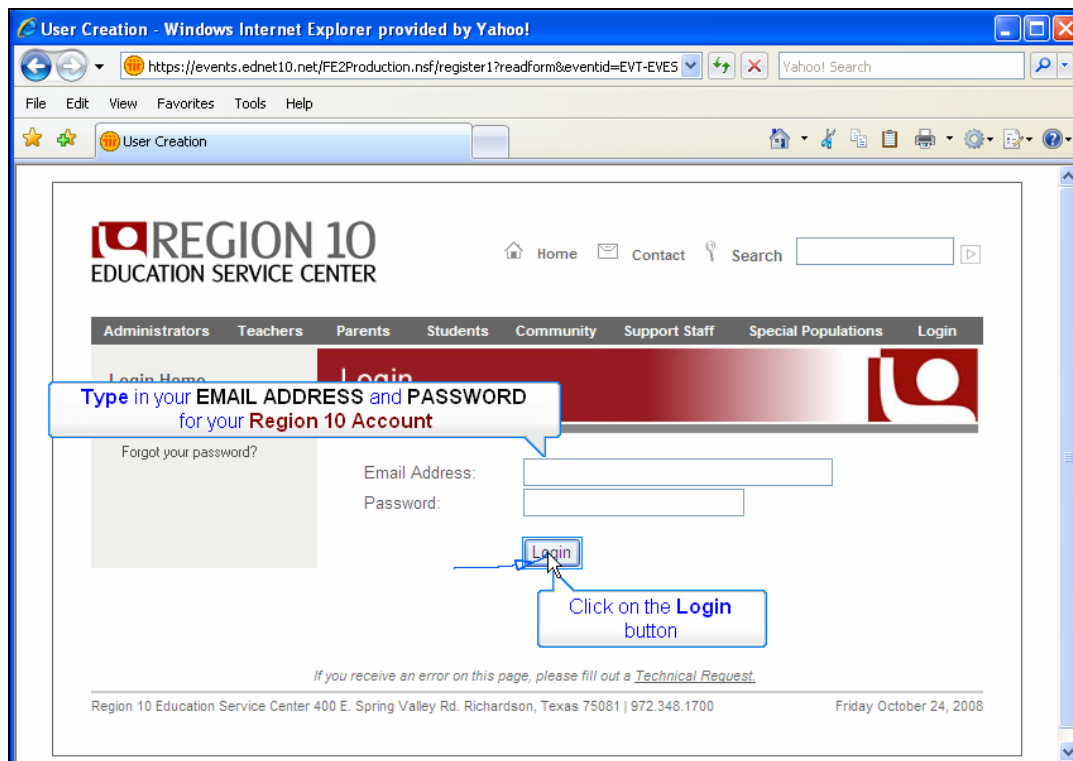 User Creation - Windows Internet Explorer provided by Yahoo!
https://events.ednet10.net/FE2Production.nsf/register1?readform&eventid=EVT-EVES
Yahoo! Search
File Edit View Favorites Tools Help
User Creation
REGION 10
EDUCATION SERVICE CENTER
Home Contact Search
Administrators Teachers Parents Students Community Support Staff Special Populations Login
Login Home
Login
Type in your EMAIL ADDRESS and PASSWORD
for your Region 10 Account
Forgot your password?
Email Address:
Password:
Login
Click on the Login
button
If you receive an error on this page, please fill out a Technical Request.
Region 10 Education Service Center 400 E. Spring Valley Rd. Richardson, Texas 75081 | 972.348.1700 Friday October 24, 2008